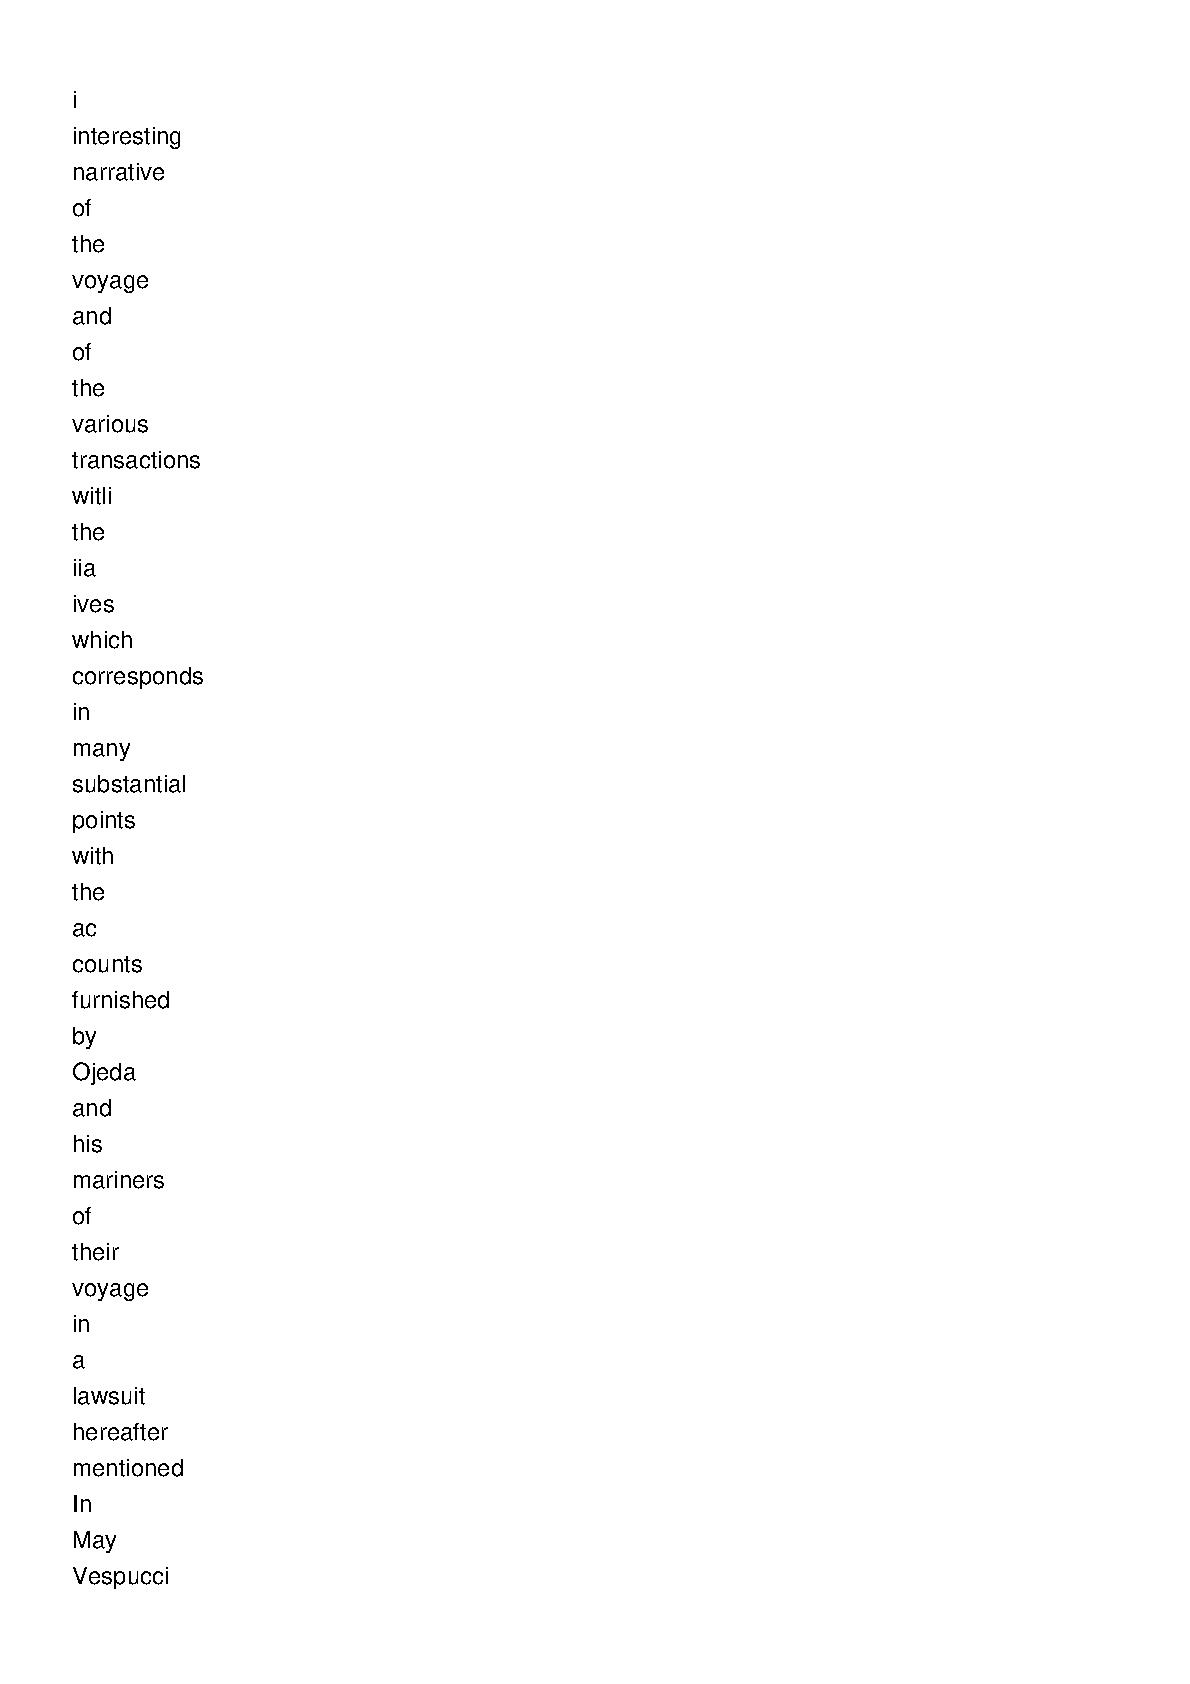 i
interesting
narrative
of
the
voyage
and
of
the
various
transactions
witli
the
iia
ives
which
corresponds
in
many
substantial
points
with
the
ac
counts
furnished
by
Ojeda
and
his
mariners
of
their
voyage
in
a
lawsuit
hereafter
mentioned
In
May
Vespucci